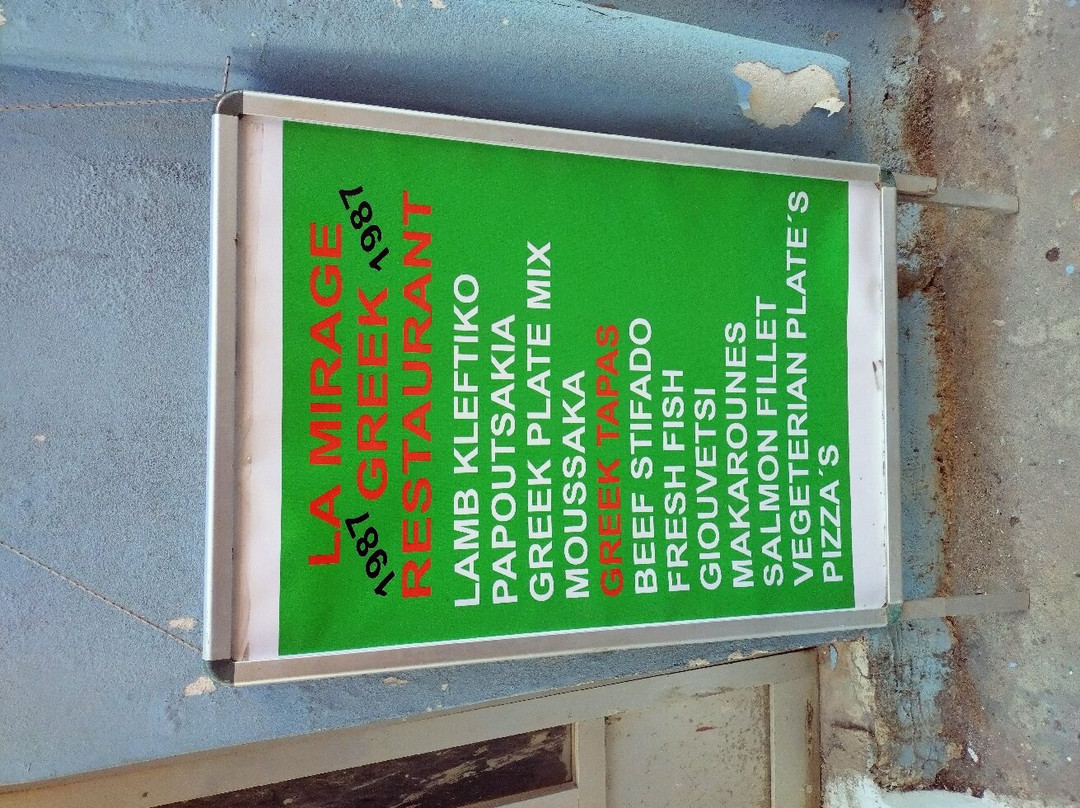 LA MIRAGE
1987 GREEK 1987
RESTAURANT
LAMB KLEFTIKO
PAPOUTSAKIA
GREEK PLATE MIX
MOUSSAKA
GREEK TAPAS
BEEF STIFADO
FRESH FISH
GIOUVETSI
MAKAROUNES
SALMON FILLET
VEGETERIAN PLATE´S
PIZZA´S